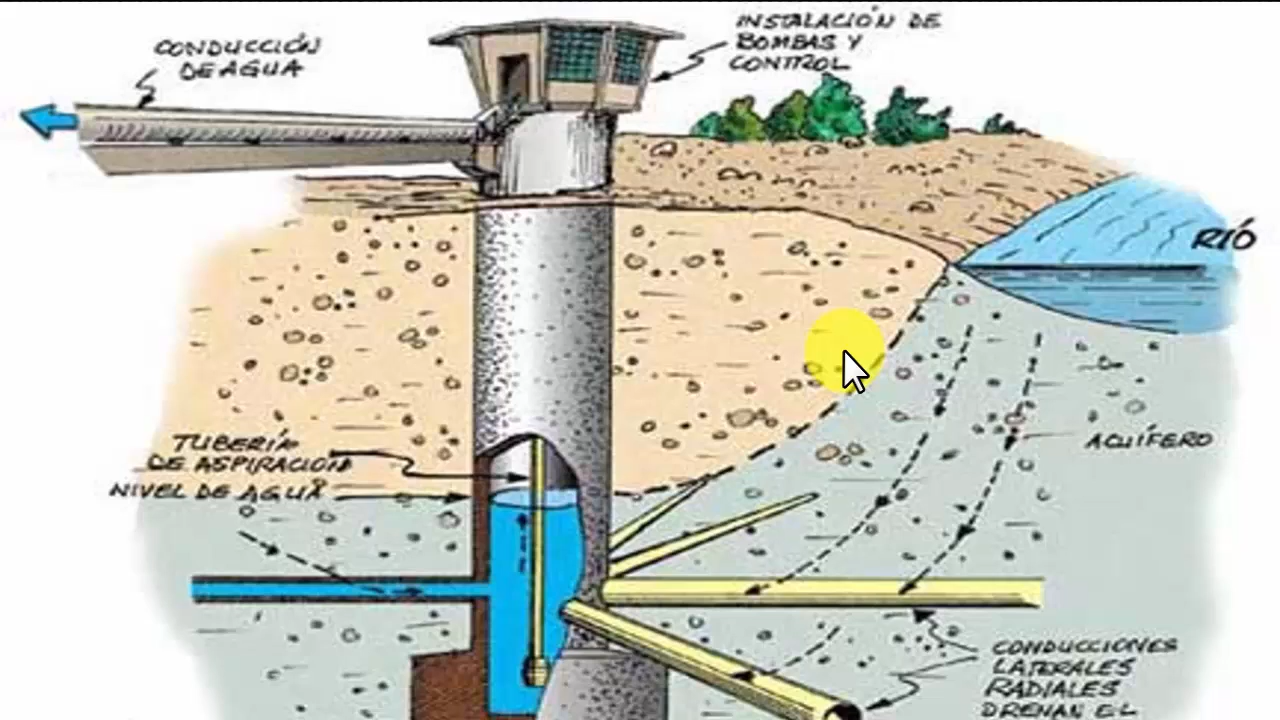 CONDUCCIÓN
DE AGUA
INSTALACIÓN DE
BOMBAS Y
CONTROL
RÍO
ACUÍFERO
TUBERÍA
DE ASPIRACION
NIVEL DE AGUA
CONDUCCIONES
LATERALES
RADIALES
DRENAN EL